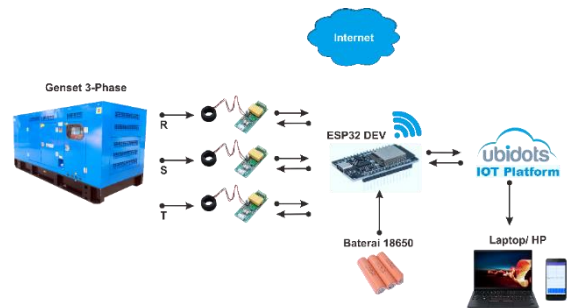 Internet
Genset 3-Phase
R
S
T
ESP32 DEV
ubidots
IOT Platform
Baterai 18650
Laptop/ HP